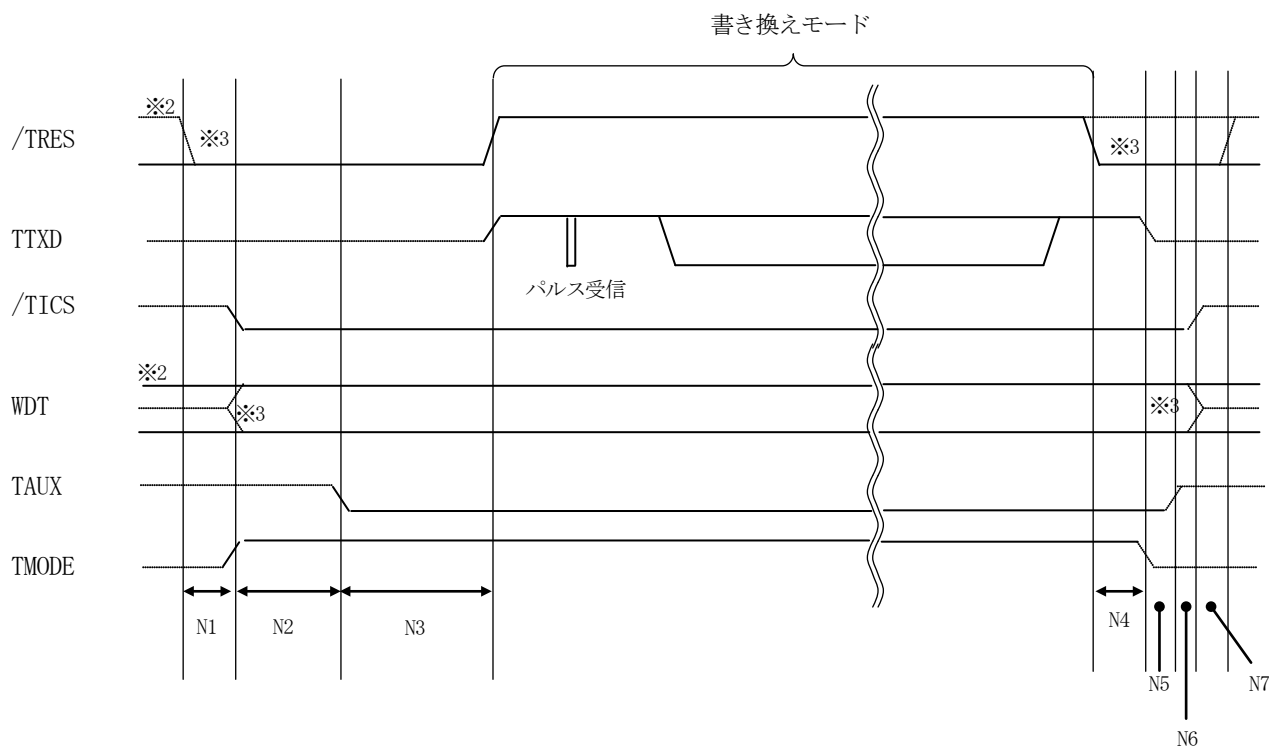 書き換えモード
※2
/TRES
※3
※3
TTXD
パルス受信
/TICS
※2
WDT
※3
※3
TAUX
TMODE
N1
N2
N3
N4
N5
N7
N6